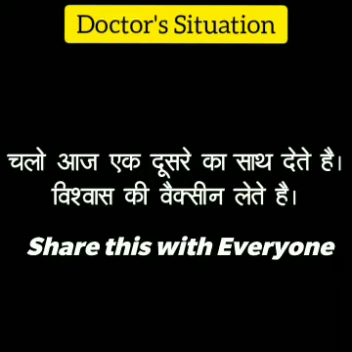 Doctor's Situation
चलो आज एक दूसरे का साथ देते है।
विश्वास की वैक्सीन लेते है।
Share this with Everyone